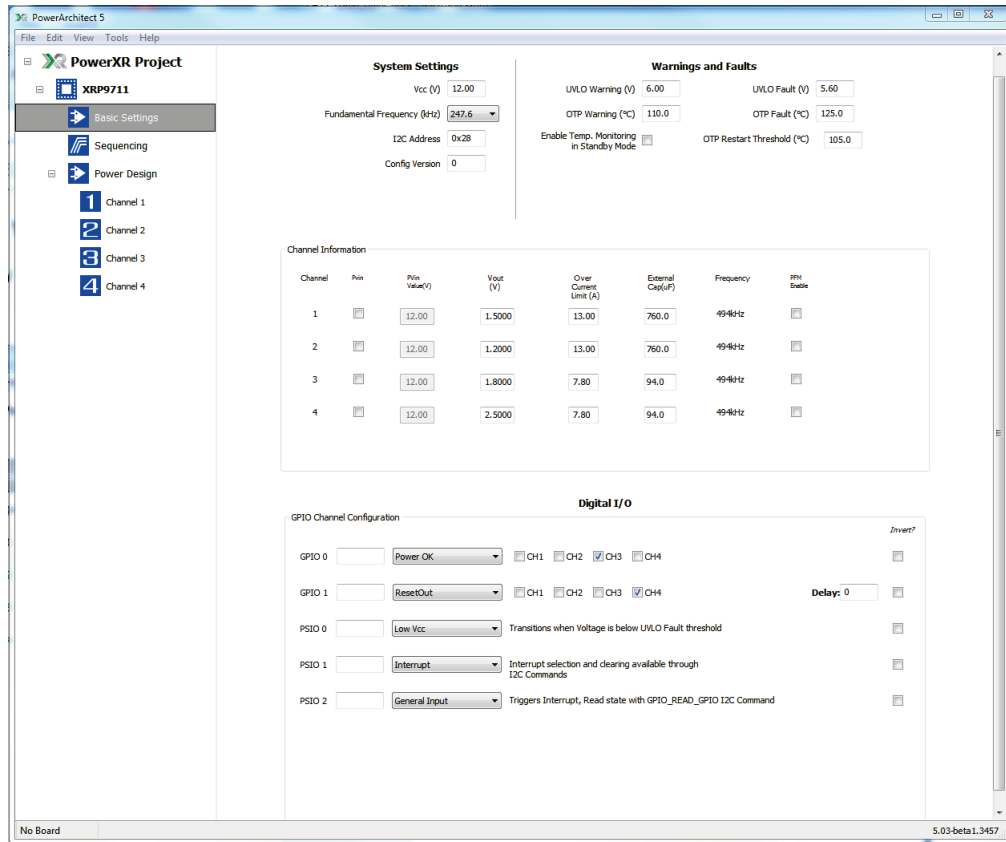 PowerArchitect 5
File Edit View Tools Help
PowerXR Project
XRP9711
Basic Settings
Sequencing
Power Design
1 Channel 1
2 Channel 2
3 Channel 3
4 Channel 4
System Settings
Vcc (V) 12.00
Fundamental Frequency (kHz) 247.6
I2C Address 0x28
Config Version 0
Warnings and Faults
UVLO Warning (V) 6.00 UVLO Fault (V) 5.60
OTP Warning (ºC) 110.0 OTP Fault (ºC) 125.0
Enable Temp. Monitoring
in Standby Mode
OTP Restart Threshold (ºC) 105.0
Channel Information
Channel Pvin PVin Value(V) Vout (V) Over Current Limit (A) External Cap(uF) Frequency PFM Enable
1 12.00 1.5000 13.00 760.0 494kHz
2 12.00 1.2000 13.00 760.0 494kHz
3 12.00 1.8000 7.80 94.0 494kHz
4 12.00 2.5000 7.80 94.0 494kHz
Digital I/O
GPIO Channel Configuration
Invert?
GPIO 0 Power OK CH1 CH2 CH3 CH4
GPIO 1 ResetOut CH1 CH2 CH3 CH4 Delay: 0
PSIO 0 Low Vcc Transitions when Voltage is below UVLO Fault threshold
PSIO 1 Interrupt Interrupt selection and clearing available through
I2C Commands
PSIO 2 General Input Triggers Interrupt, Read state with GPIO_READ_GPIO I2C Command
No Board 5.03-beta1.3457